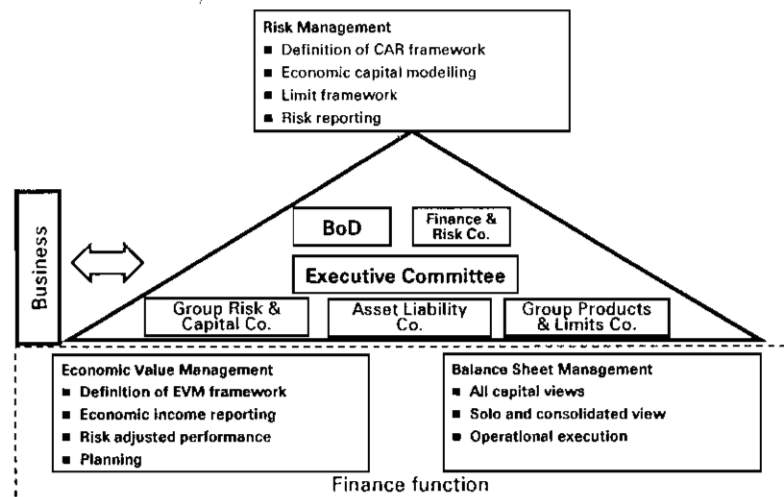 Risk Management
■ Definition of CAR framework
■ Economic capital modelling
■ Limit framework
■ Risk reporting
Business
BoD
Finance &
Risk Co.
Executive Committee
Group Risk &
Capital Co.
Asset Liability
Co.
Group Products
& Limits Co.
Economic Value Management
■ Definition of EVM framework
■ Economic income reporting
■ Risk adjusted performance
■ Planning
Balance Sheet Management
■ All capital views
■ Solo and consolidated view
■ Operational execution
Finance function